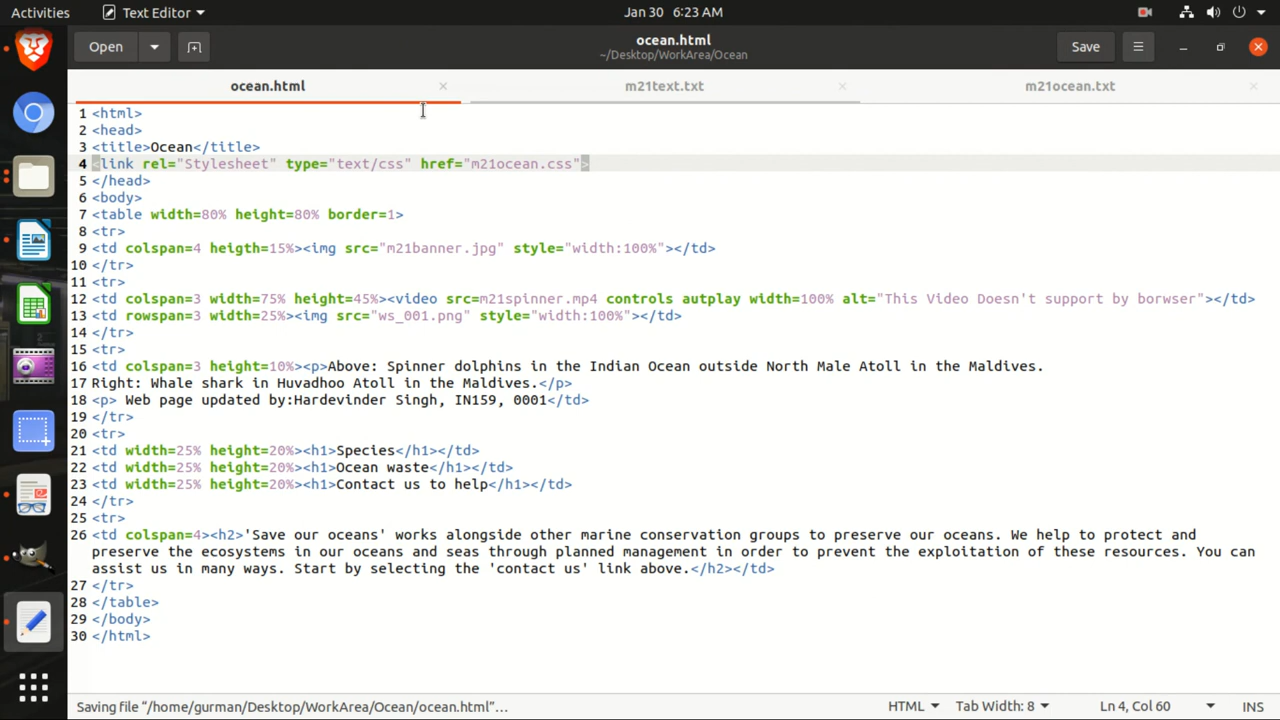 Activities Text Editor Jan 30 6:23 AM
Open ocean.html Save
~/Desktop/WorkArea/Ocean
ocean.html × m21text.txt × m21ocean.txt ×
1 <html>
2 <head>
3 <title>Ocean</title>
4 <link rel="Stylesheet" type="text/css" href="m21ocean.css">
5 </head>
6 <body>
7 <table width=80% height=80% border=1>
8 <tr>
9 <td colspan=4 heigth=15%><img src="m21banner.jpg" style="width:100%"></td>
10 </tr>
11 <tr>
12 <td colspan=3 width=75% height=45%><video src=m21spinner.mp4 controls autplay width=100% alt="This Video Doesn't support by borwser"></td>
13 <td rowspan=3 width=25%><img src="ws_001.png" style="width:100%"></td>
14 </tr>
15 <tr>
16 <td colspan=3 height=10%><p>Above: Spinner dolphins in the Indian Ocean outside North Male Atoll in the Maldives.
17 Right: Whale shark in Huvadhoo Atoll in the Maldives.</p>
18 <p> Web page updated by:Hardevinder Singh, IN159, 0001</td>
19 </tr>
20 <tr>
21 <td width=25% height=20%><h1>Species</h1></td>
22 <td width=25% height=20%><h1>Ocean waste</h1></td>
23 <td width=25% height=20%><h1>Contact us to help</h1></td>
24 </tr>
25 <tr>
26 <td colspan=4><h2>'Save our oceans' works alongside other marine conservation groups to preserve our oceans. We help to protect and
preserve the ecosystems in our oceans and seas through planned management in order to prevent the exploitation of these resources. You can
assist us in many ways. Start by selecting the 'contact us' link above.</h2></td>
27 </tr>
28 </table>
29 </body>
30 </html>
Saving file “/home/gurman/Desktop/WorkArea/Ocean/ocean.html”… HTML Tab Width: 8 Ln 4, Col 60 INS